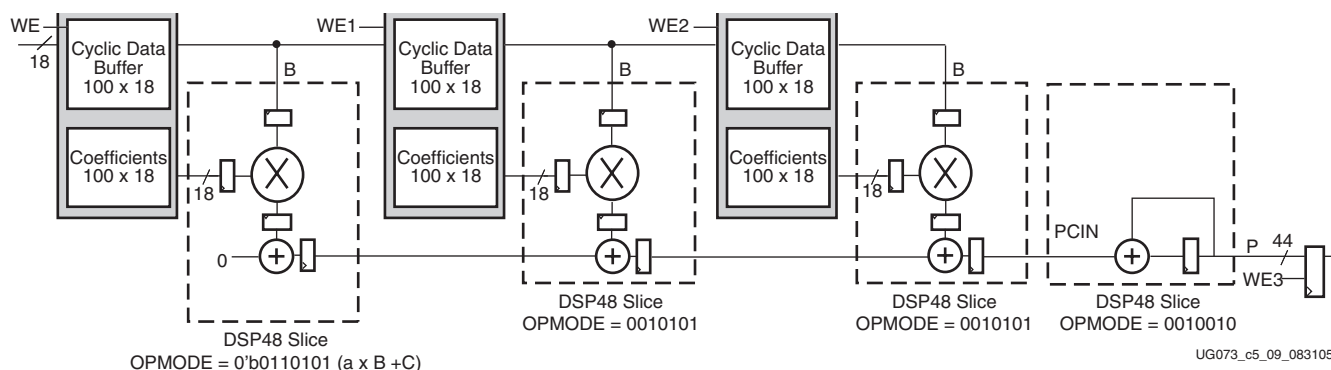 WE
18
Cyclic Data
Buffer
100 x 18
Coefficients
100 x 18
18
B
0
DSP48 Slice
OPMODE = 0'b0110101 (a x B +C)
WE1
Cyclic Data
Buffer
100 x 18
Coefficients
100 x 18
18
B
DSP48 Slice
OPMODE = 0010101
WE2
Cyclic Data
Buffer
100 x 18
Coefficients
100 x 18
18
B
DSP48 Slice
OPMODE = 0010101
PCIN
P
44
WE3
DSP48 Slice
OPMODE = 0010010
UG073_c5_09_083105